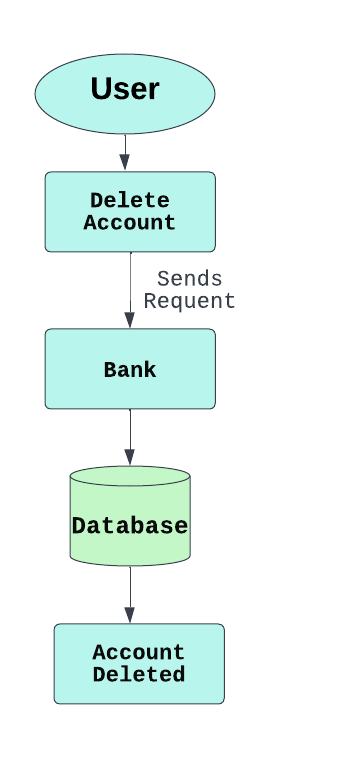 User
Delete
Account
Sends
Requent
Bank
Database
Account
Deleted